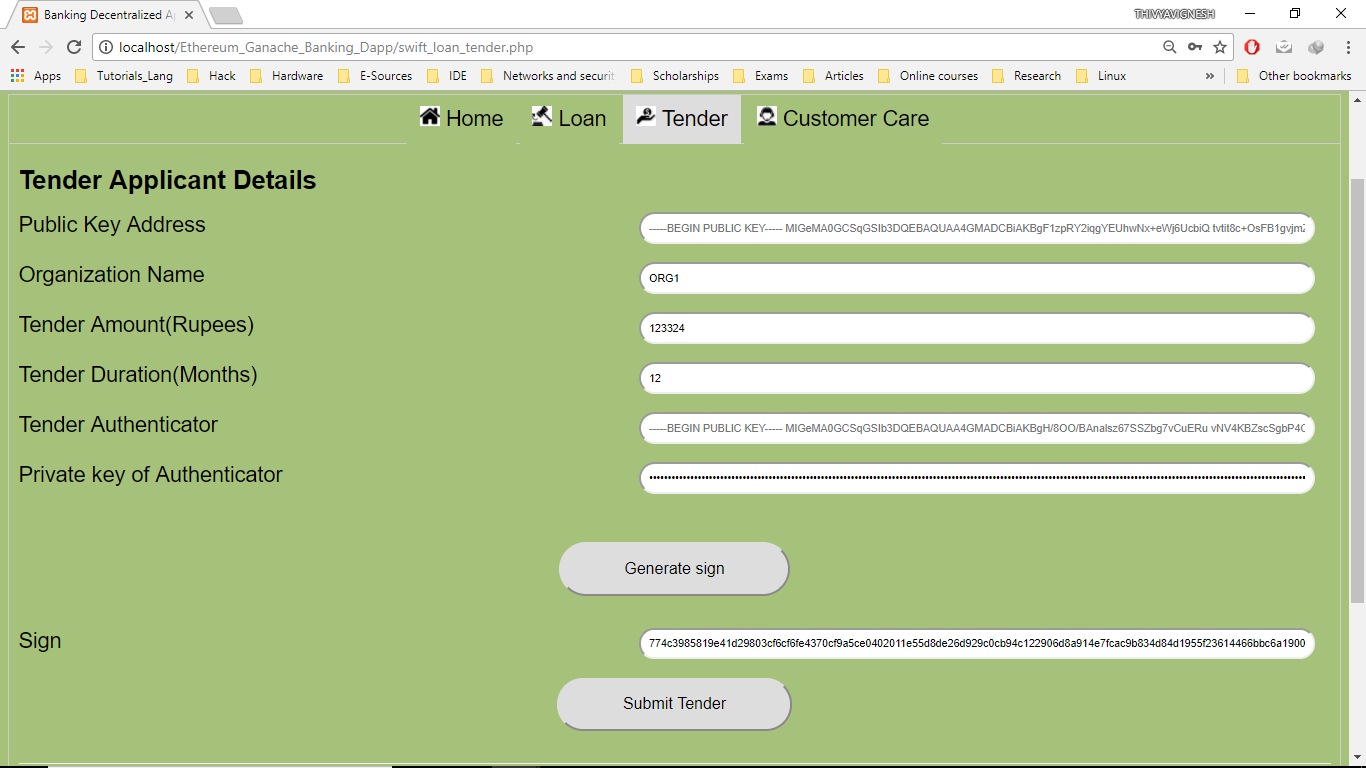 Banking Decentralized Ap
THIVYAVIGNESH
localhost/Ethereum_Ganache_Banking_Dapp/swift_loan_tender.php
Apps Tutorials_Lang Hack Hardware E-Sources IDE Networks and securit Scholarships Exams Articles Online courses Research Linux » Other bookmarks
Home Loan Tender Customer Care
Tender Applicant Details
Public Key Address -----BEGIN PUBLIC KEY----- MIGeMA0GCSqGSIb3DQEBAQUAA4GMADCBiAKBgF1zpRY2iqgYEUhwNx+eWj6UcbiQ tvtit8c+OsFB1gvjmZ
Organization Name ORG1
Tender Amount(Rupees) 123324
Tender Duration(Months) 12
Tender Authenticator -----BEGIN PUBLIC KEY----- MIGeMA0GCSqGSIb3DQEBAQUAA4GMADCBiAKBgH/8OO/BAnalsz67SSZbg7vCuERu vNV4KBZscSgbP4C
Private key of Authenticator
Generate sign
Sign 774c3985819e41d29803cf6cf6fe4370cf9a5ce0402011e55d8de26d929c0cb94c122906d8a914e7fcac9b834d84d1955f23614466bbc6a1900
Submit Tender